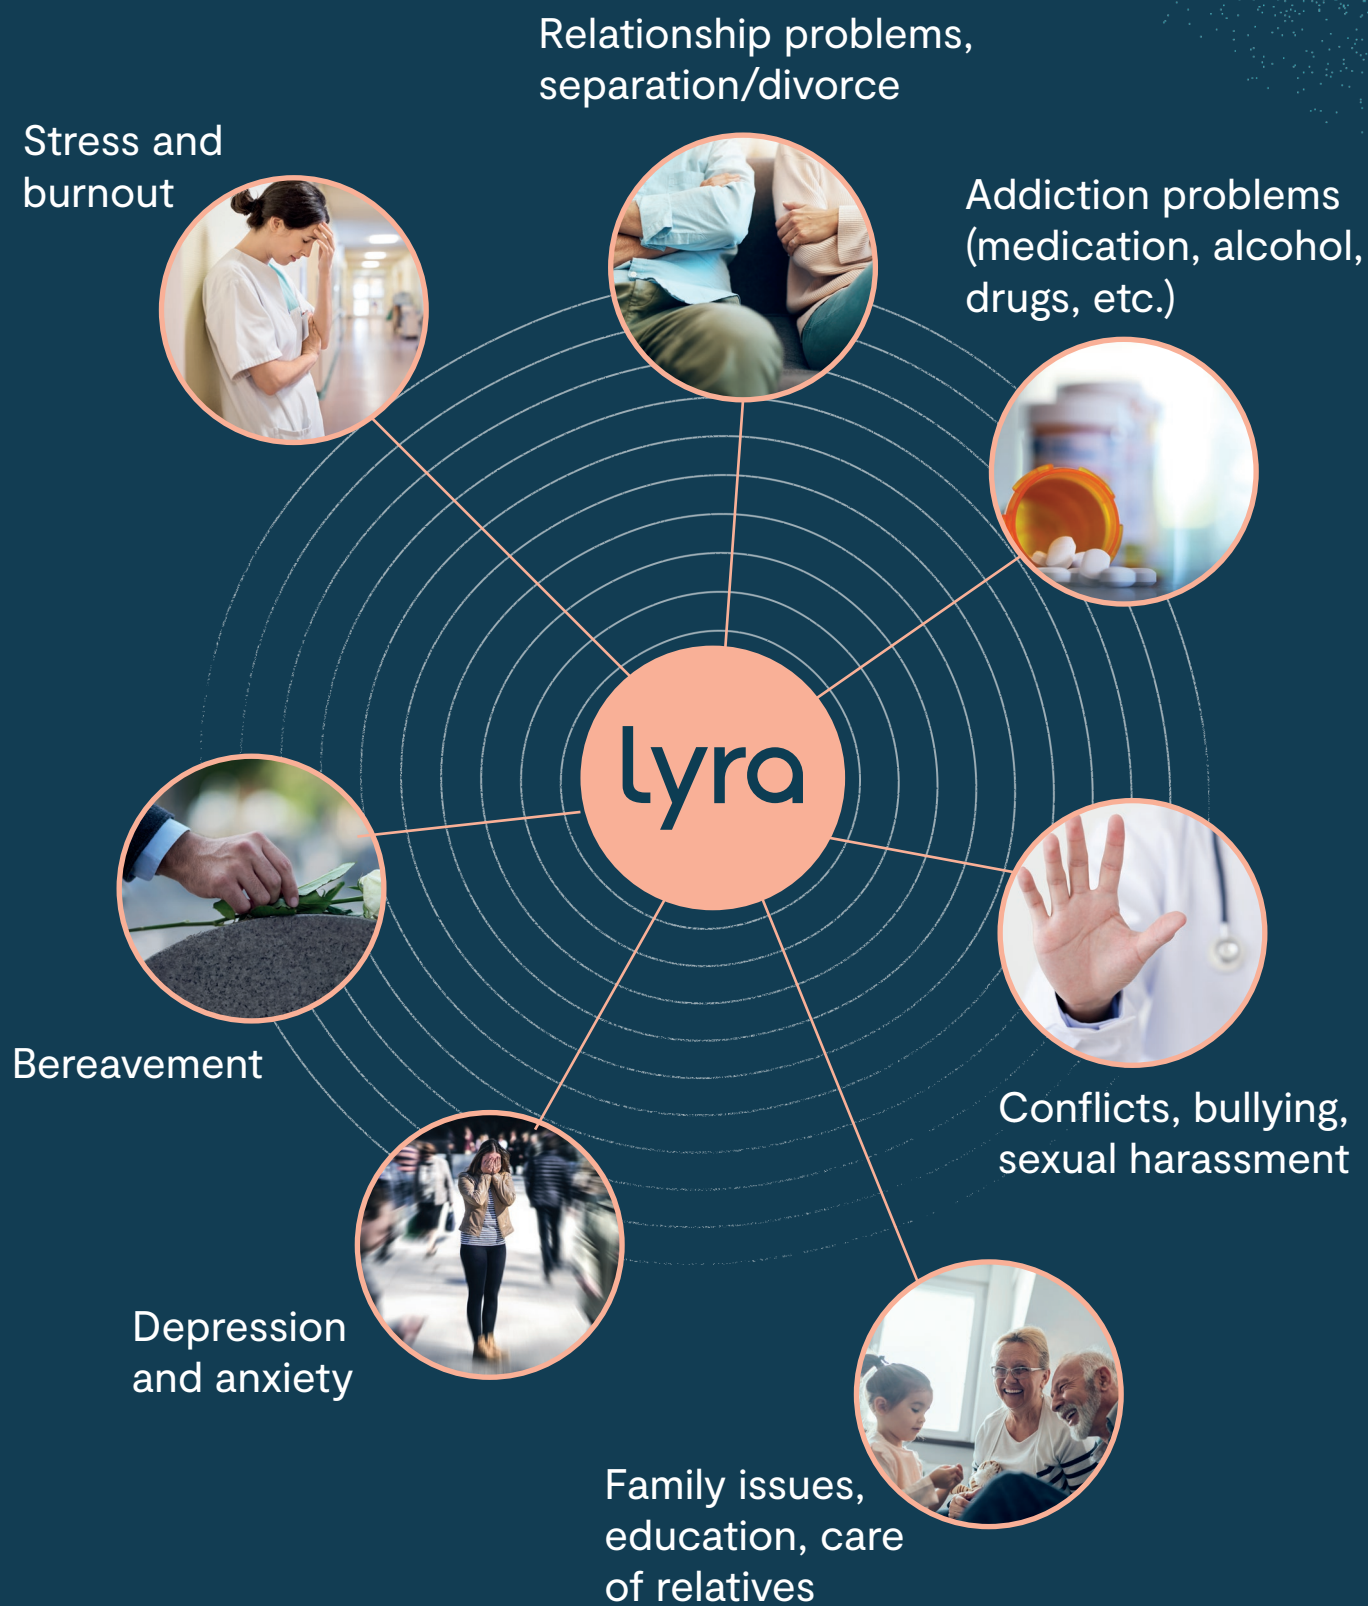 Relationship problems,
separation/divorce
Stress and
burnout
Addiction problems
(medication, alcohol,
drugs, etc.)
lyra
Bereavement
Conflicts, bullying,
sexual harassment
Depression
and anxiety
Family issues,
education, care
of relatives